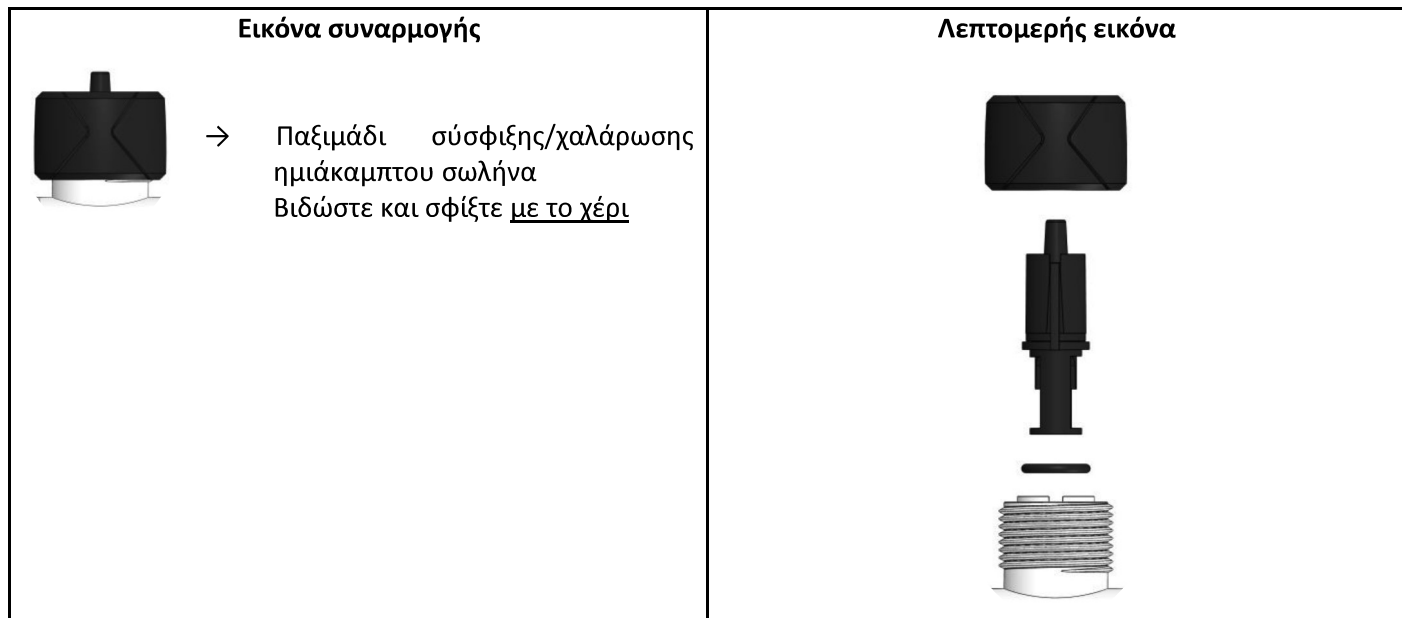 Εικόνα συναρμογής
→ Παξιμάδι σύσφιξης/χαλάρωσης
ημιάκαμπτου σωλήνα
Βιδώστε και σφίξτε με το χέρι
Λεπτομερής εικόνα